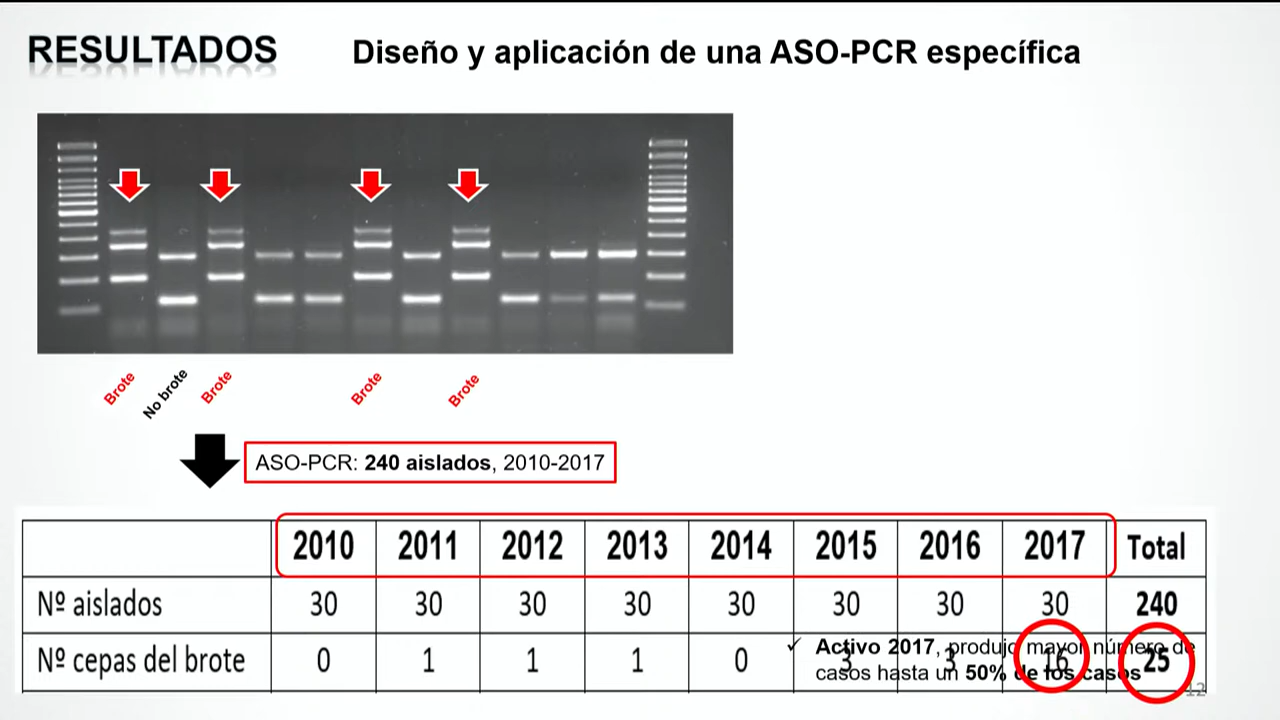 RESULTADOS
Diseño y aplicación de una ASO-PCR específica
Brote
No brote
Brote
Brote
Brote
ASO-PCR: 240 aislados, 2010-2017
2010 2011 2012 2013 2014 2015 2016 2017 Total
Nº aislados 30 30 30 30 30 30 30 30 240
Nº cepas del brote 0 1 1 1 0 3 3 16 25
✓ Activo 2017, produjo mayor número de
casos hasta un 50% de los casos
12